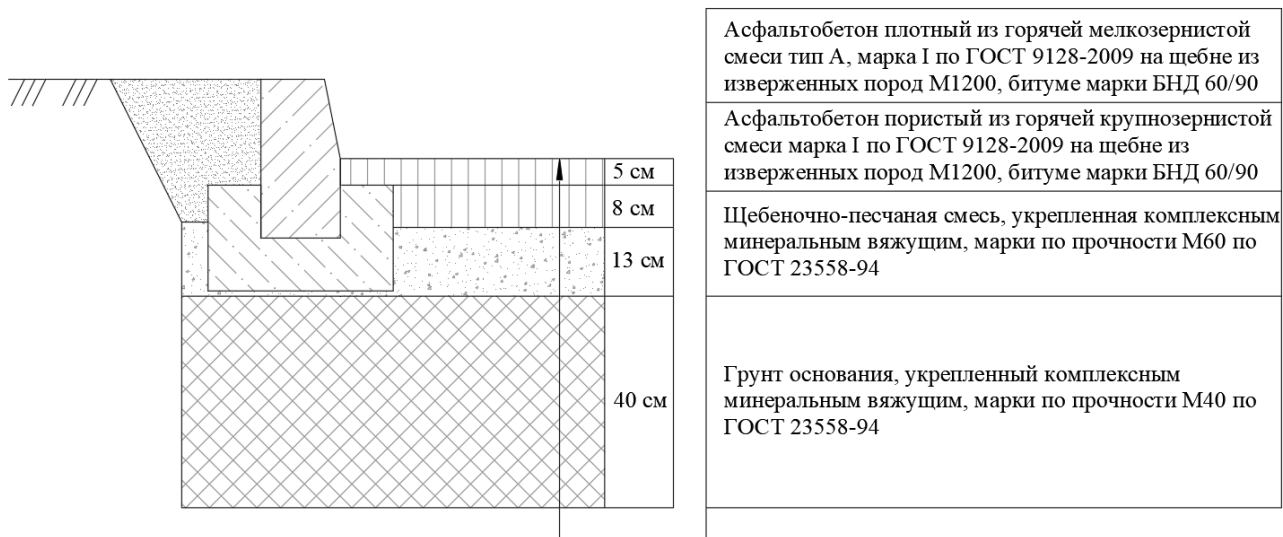 5 см
8 см
13 см
40 см
Асфальтобетон плотный из горячей мелкозернистой
смеси тип А, марка I по ГОСТ 9128-2009 на щебне из
изверженных пород М1200, битуме марки БНД 60/90
Асфальтобетон пористый из горячей крупнозернистой
смеси марка I по ГОСТ 9128-2009 на щебне из
изверженных пород М1200, битуме марки БНД 60/90
Щебеночно-песчаная смесь, укрепленная комплексным
минеральным вяжущим, марки по прочности М60 по
ГОСТ 23558-94
Грунт основания, укрепленный комплексным
минеральным вяжущим, марки по прочности М40 по
ГОСТ 23558-94